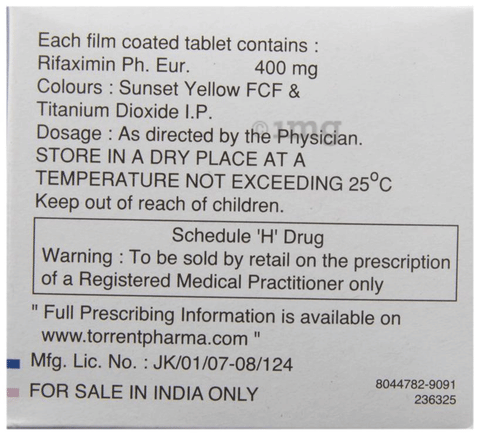 Each film coated tablet contains :
Rifaximin Ph. Eur. 400 mg
Colours : Sunset Yellow FCF &
Titanium Dioxide I.P.
Dosage : As directed by the Physician.
©1mg
STORE IN A DRY PLACE AT A
TEMPERATURE NOT EXCEEDING 25°C
Keep out of reach of children.
Schedule 'H' Drug
Warning : To be sold by retail on the prescription
of a Registered Medical Practitioner only
" Full Prescribing Information is available on
www.torrentpharma.com "
Mfg. Lic. No. : JK/01/07-08/124
FOR SALE IN INDIA ONLY
8044782-9091
236325